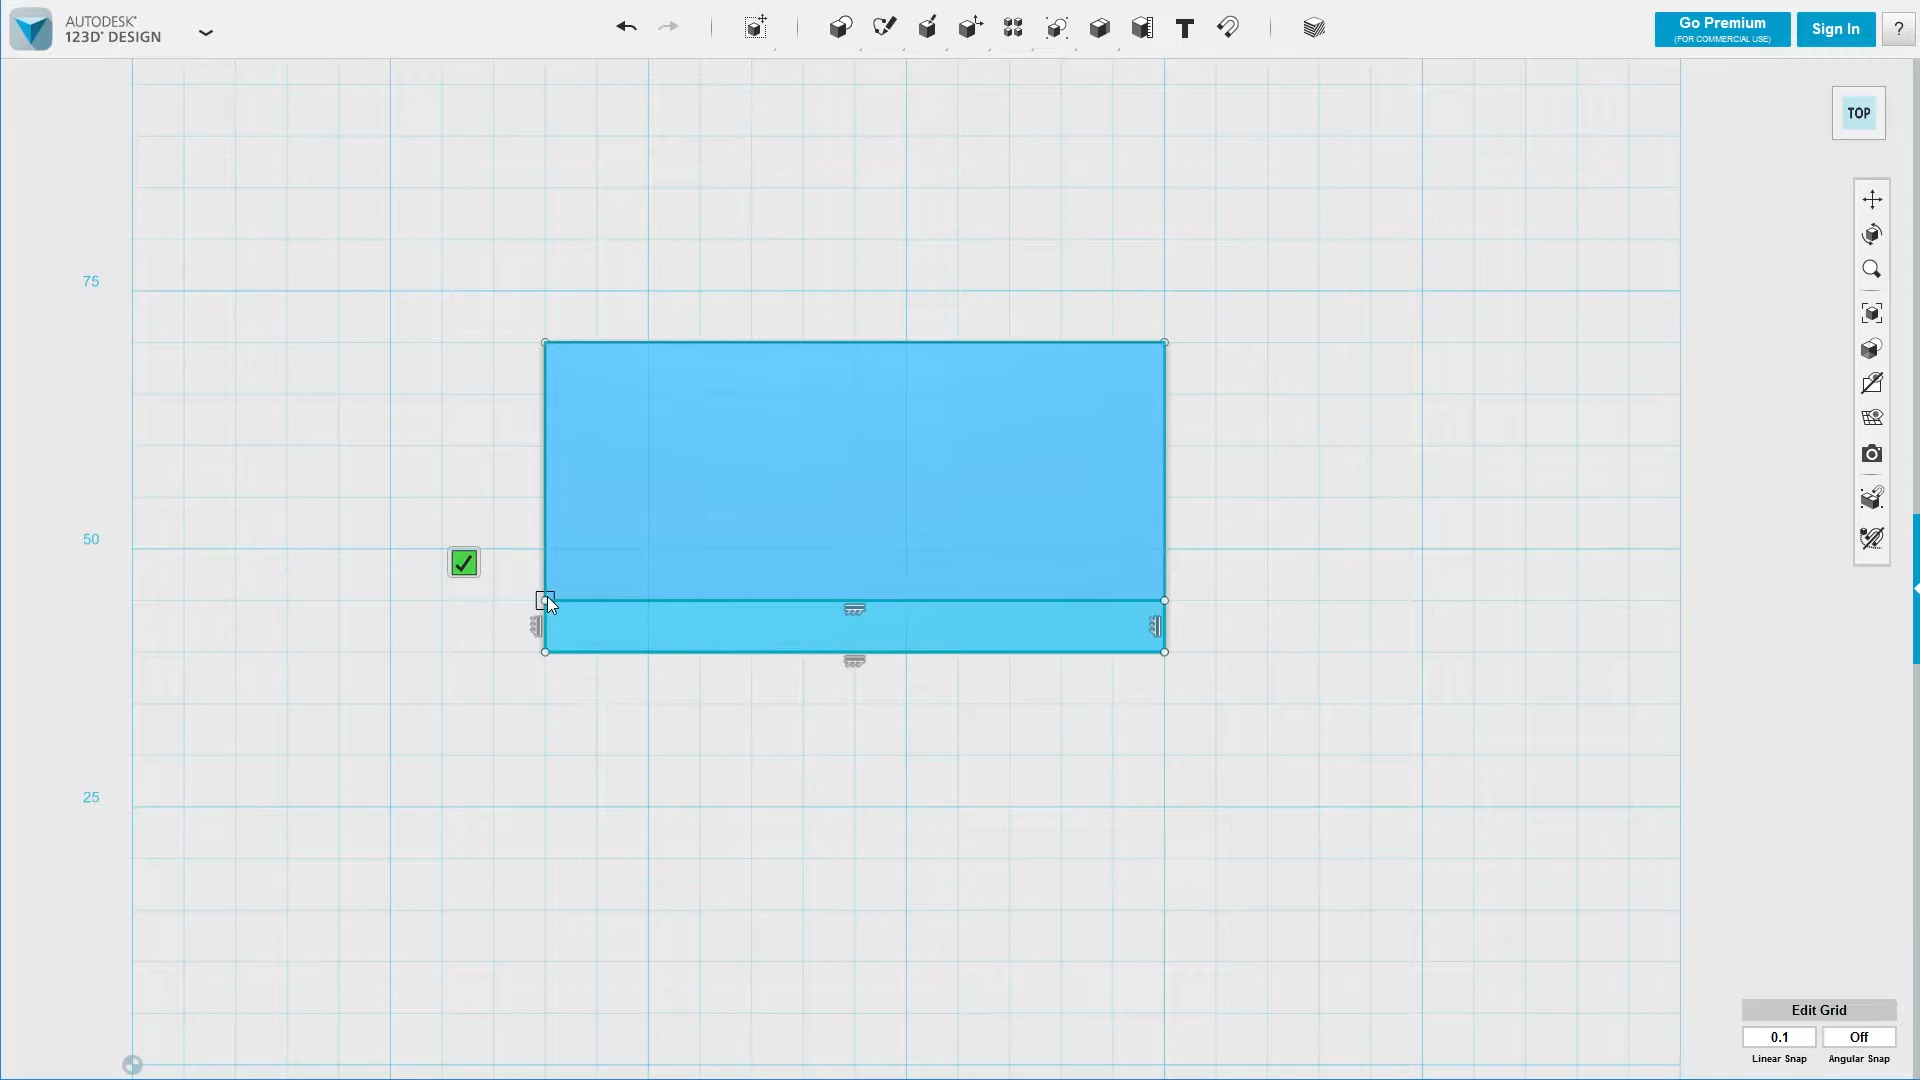 AUTODESK®
123D® DESIGN
Go Premium
(FOR COMMERCIAL USE)
Sign In
?
TOP
75
50
25
Edit Grid
0.1
Off
Linear Snap
Angular Snap